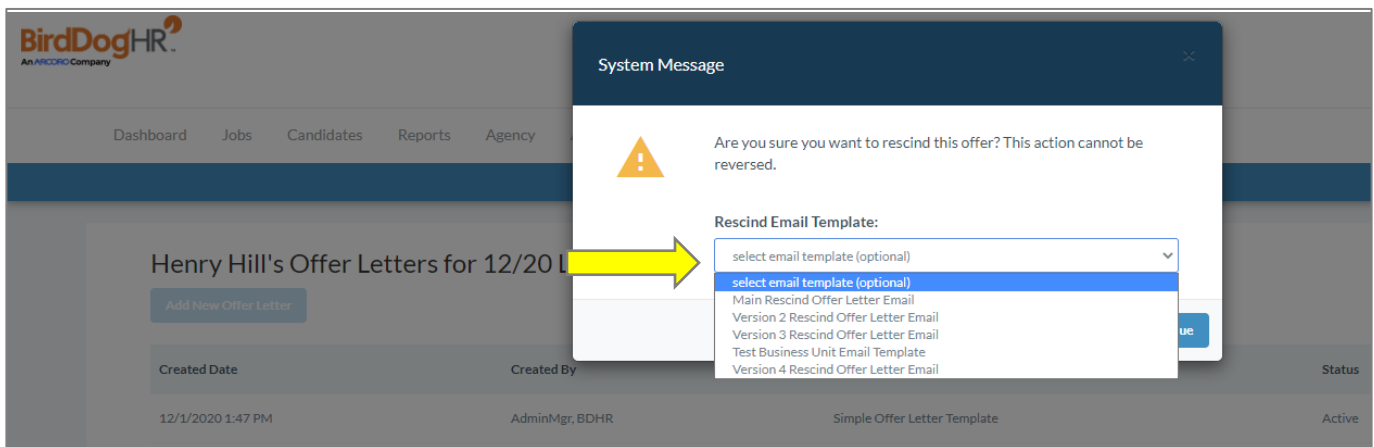 BirdDogHR™
An ARCORO Company
System Message
×
Dashboard Jobs Candidates Reports Agency
Are you sure you want to rescind this offer? This action cannot be
reversed.
Rescind Email Template:
select email template (optional)
select email template (optional)
Main Rescind Offer Letter Email
Version 2 Rescind Offer Letter Email
Version 3 Rescind Offer Letter Email
Test Business Unit Email Template
Version 4 Rescind Offer Letter Email
ue
Henry Hill's Offer Letters for 12/20 L
Add New Offer Letter
Created Date Created By Status
12/1/2020 1:47 PM AdminMgr, BDHR Simple Offer Letter Template Active